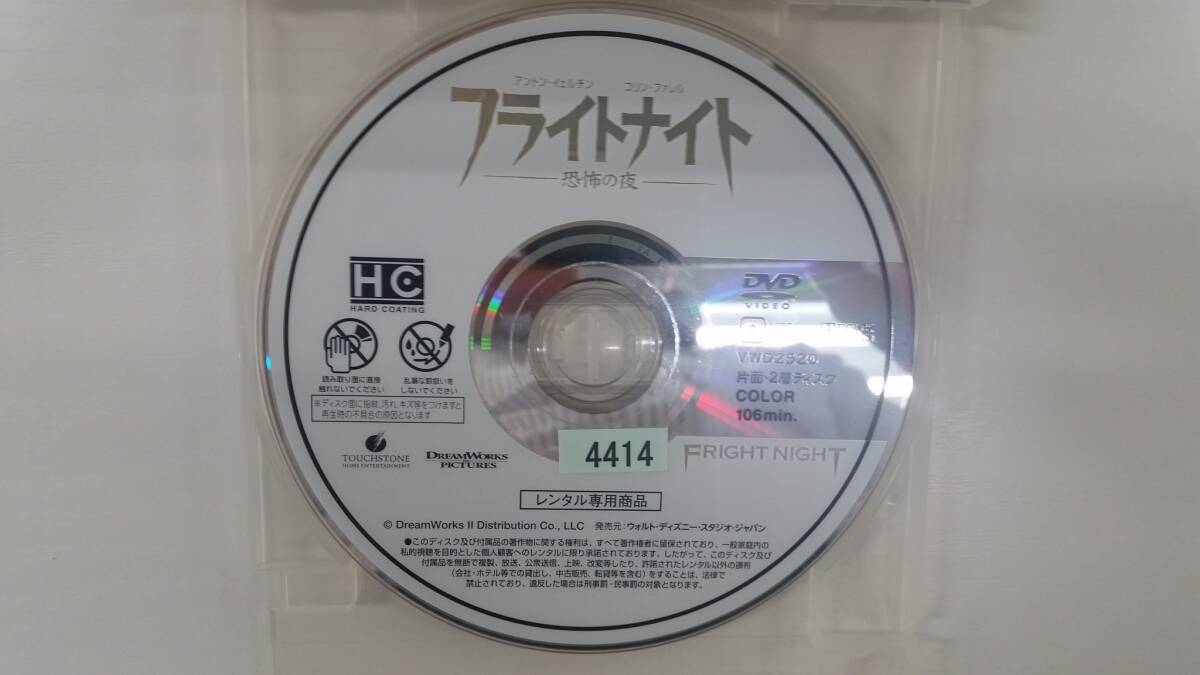 アントン・イェルチン コリン・ファレル
フライトナイト
恐怖の夜
HC
HARD COATING
DVD
VIDEO
VWD2520
片面・2層ディスク
COLOR
106min.
読み取り面に直接
触れないでください
乱暴な取扱いを
しないでください
※ディスク面に指紋、汚れ、キズ等をつけますと
再生時の不具合の原因となります
TOUCHSTONE
HOME ENTERTAINMENT
DREAMWORKS
PICTURES
4414
FRIGHT NIGHT
レンタル専用商品
© DreamWorks II Distribution Co., LLC 発売元：ウォルト・ディズニー・スタジオ・ジャパン
●このディスク及び付属品の著作物に関する権利は、すべて著作権者に留保されており、一般家庭内の
私的視聴を目的とした個人顧客へのレンタルに限り承諾されております。したがって、このディスク及び
付属品を無断で複製、放送、公衆送信、上映、改変等したり、許諾されたレンタル以外の頒布
（会社・ホテル等での貸出し、中古販売、転貸等を含む）をすることは、法律で
禁止されており、違反した場合は刑事罰・民事罰の対象となります。